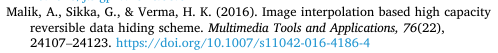 Malik, A., Sikka, G., & Verma, H. K. (2016). Image interpolation based high capacity
reversible data hiding scheme. Multimedia Tools and Applications, 76(22),
24107–24123. https://doi.org/10.1007/s11042-016-4186-4